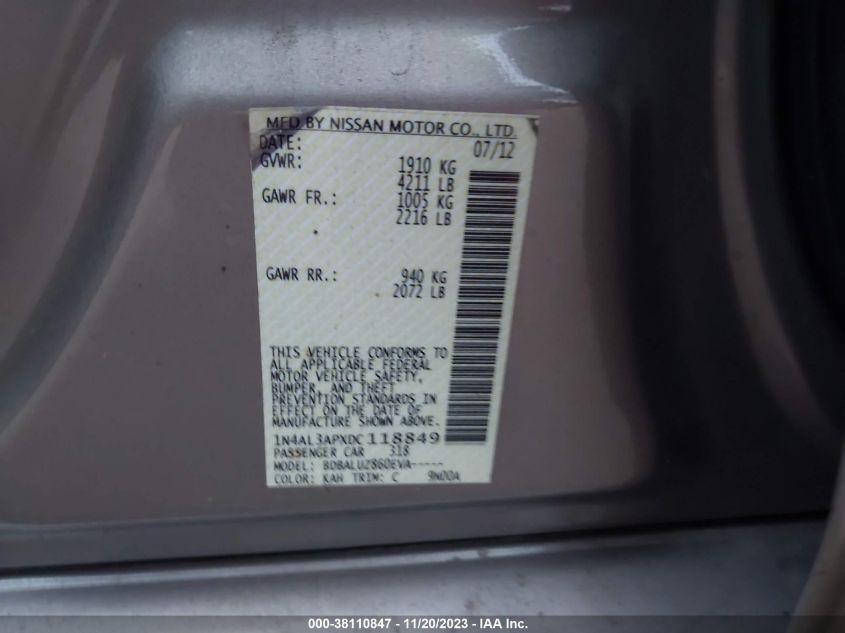 MFD BY NISSAN MOTOR CO., LTD.
DATE: 07/12
GVWR: 1910 KG
4211 LB
GAWR FR.: 1005 KG
2216 LB
GAWR RR.: 940 KG
2072 LB
THIS VEHICLE CONFORMS TO
ALL APPLICABLE FEDERAL
MOTOR VEHICLE SAFETY,
BUMPER, AND THEFT
PREVENTION STANDARDS IN
EFFECT ON THE DATE OF
MANUFACTURE SHOWN ABOVE.
1N4AL3APXDC118849
PASSENGER CAR 318
MODEL: BDBALUZ860EVA-----
COLOR: KAH TRIM: C 9N00A
000-38110847 - 11/20/2023 - IAA Inc.